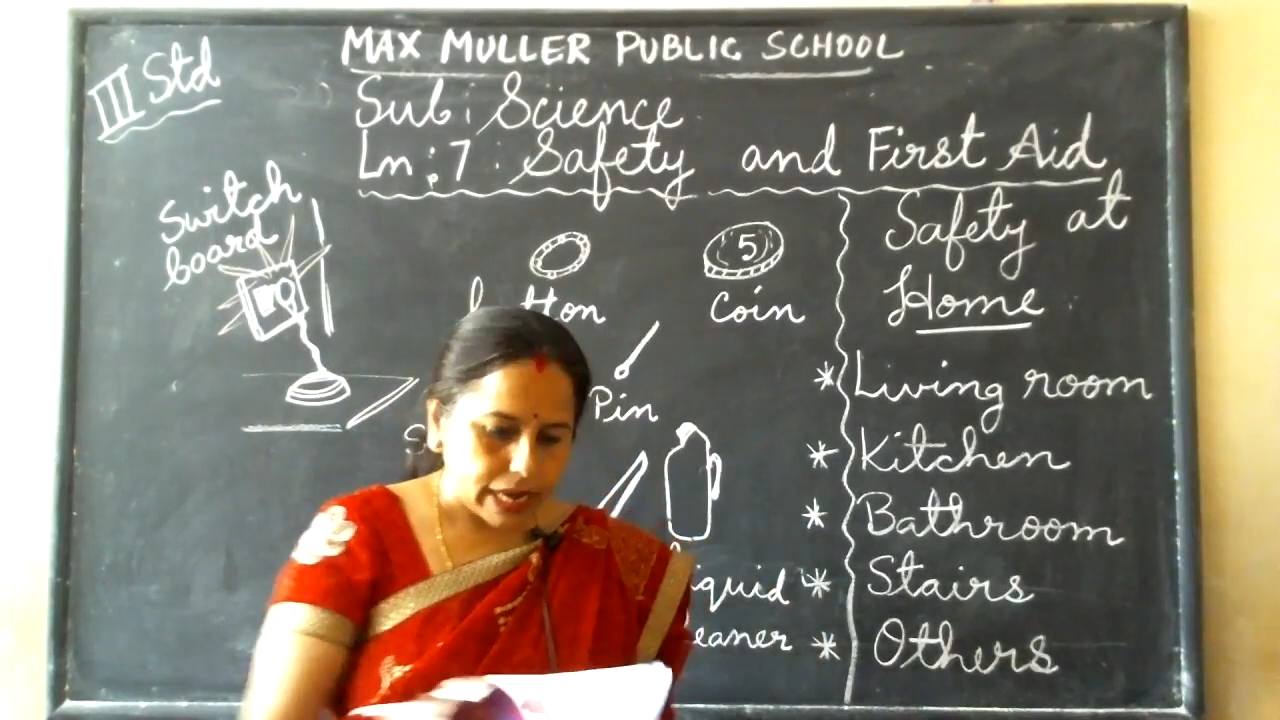 III Std
MAX MULLER PUBLIC SCHOOL
Sub: Science
Ln:7: Safety and First Aid
Switch
board
5
Coin
Pin
Safety at
Home
* Living room
* Kitchen
* Bathroom
* Stairs
* Others